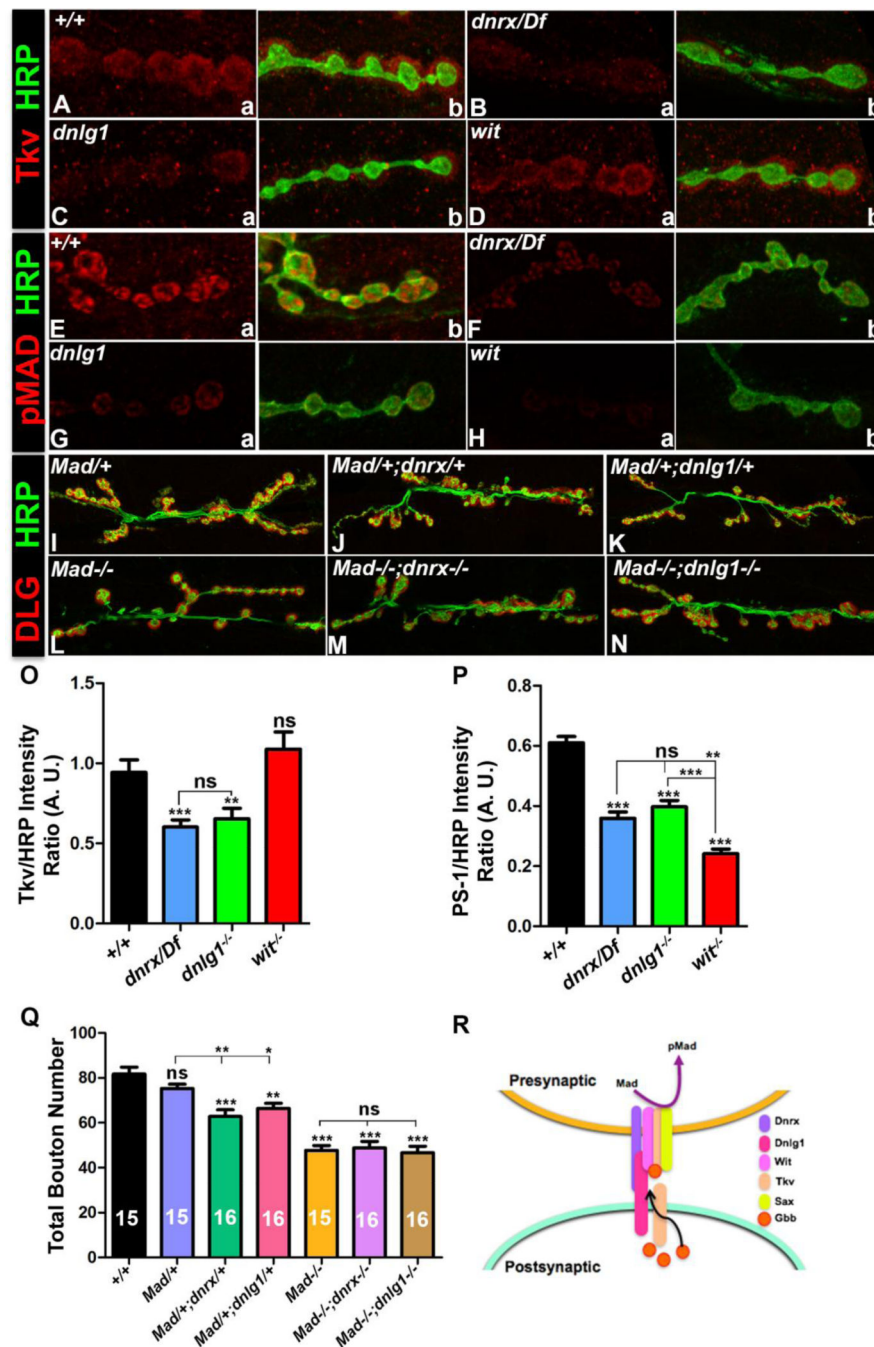 Tkv HRP
+/+
A
a
b
dnrx/Df
B
a
b
dnlg1
C
a
b
wit
D
a
b
pMAD HRP
+/+
E
a
b
dnrx/Df
F
a
b
dnlg1
G
a
b
wit
H
a
b
DLG HRP
Mad/+
I
Mad/+;dnrx/+
J
Mad/+;dnlg1/+
K
Mad-/-
L
Mad-/-;dnrx-/-
M
Mad-/-;dnlg1-/-
N
O
Tkv/HRP Intensity
Ratio (A. U.)
1.5
1.0
0.5
0.0
***
ns
**
ns
+/+
dnrx/Df
dnlg1-/-
wit-/-
P
PS-1/HRP Intensity
Ratio (A. U.)
0.8
0.6
0.4
0.2
0.0
ns
**
***
***
***
***
+/+
dnrx/Df
dnlg1-/-
wit-/-
Q
Total Bouton Number
100
80
60
40
20
0
**
*
ns
***
**
ns
***
***
***
15
15
16
16
15
16
16
+/+
Mad/+
Mad/+;dnrx/+
Mad/+;dnlg1/+
Mad-/-
Mad-/-;dnrx-/-
Mad-/-;dnlg1-/-
R
pMad
Mad
Presynaptic
Dnrx
Dnlg1
Wit
Tkv
Sax
Gbb
Postsynaptic